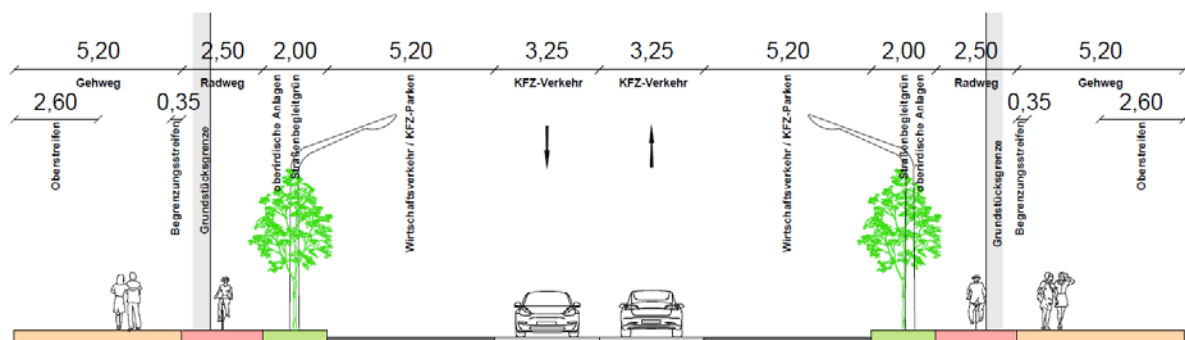 5,20 2,50 2,00 5,20 3,25 3,25 5,20 2,00 2,50 5,20
Gehweg Radweg KFZ-Verkehr KFZ-Verkehr Radweg Gehweg
2,60 0,35 0,35 2,60
Oberstreifen
Begrenzungsstreifen
Grundstücksgrenze
oberirdische Anlagen
Straßenbegleitgrün
Wirtschaftsverkehr / KFZ-Parken
Wirtschaftsverkehr / KFZ-Parken
Straßenbegleitgrün
oberirdische Anlagen
Grundstücksgrenze
Begrenzungsstreifen
Oberstreifen